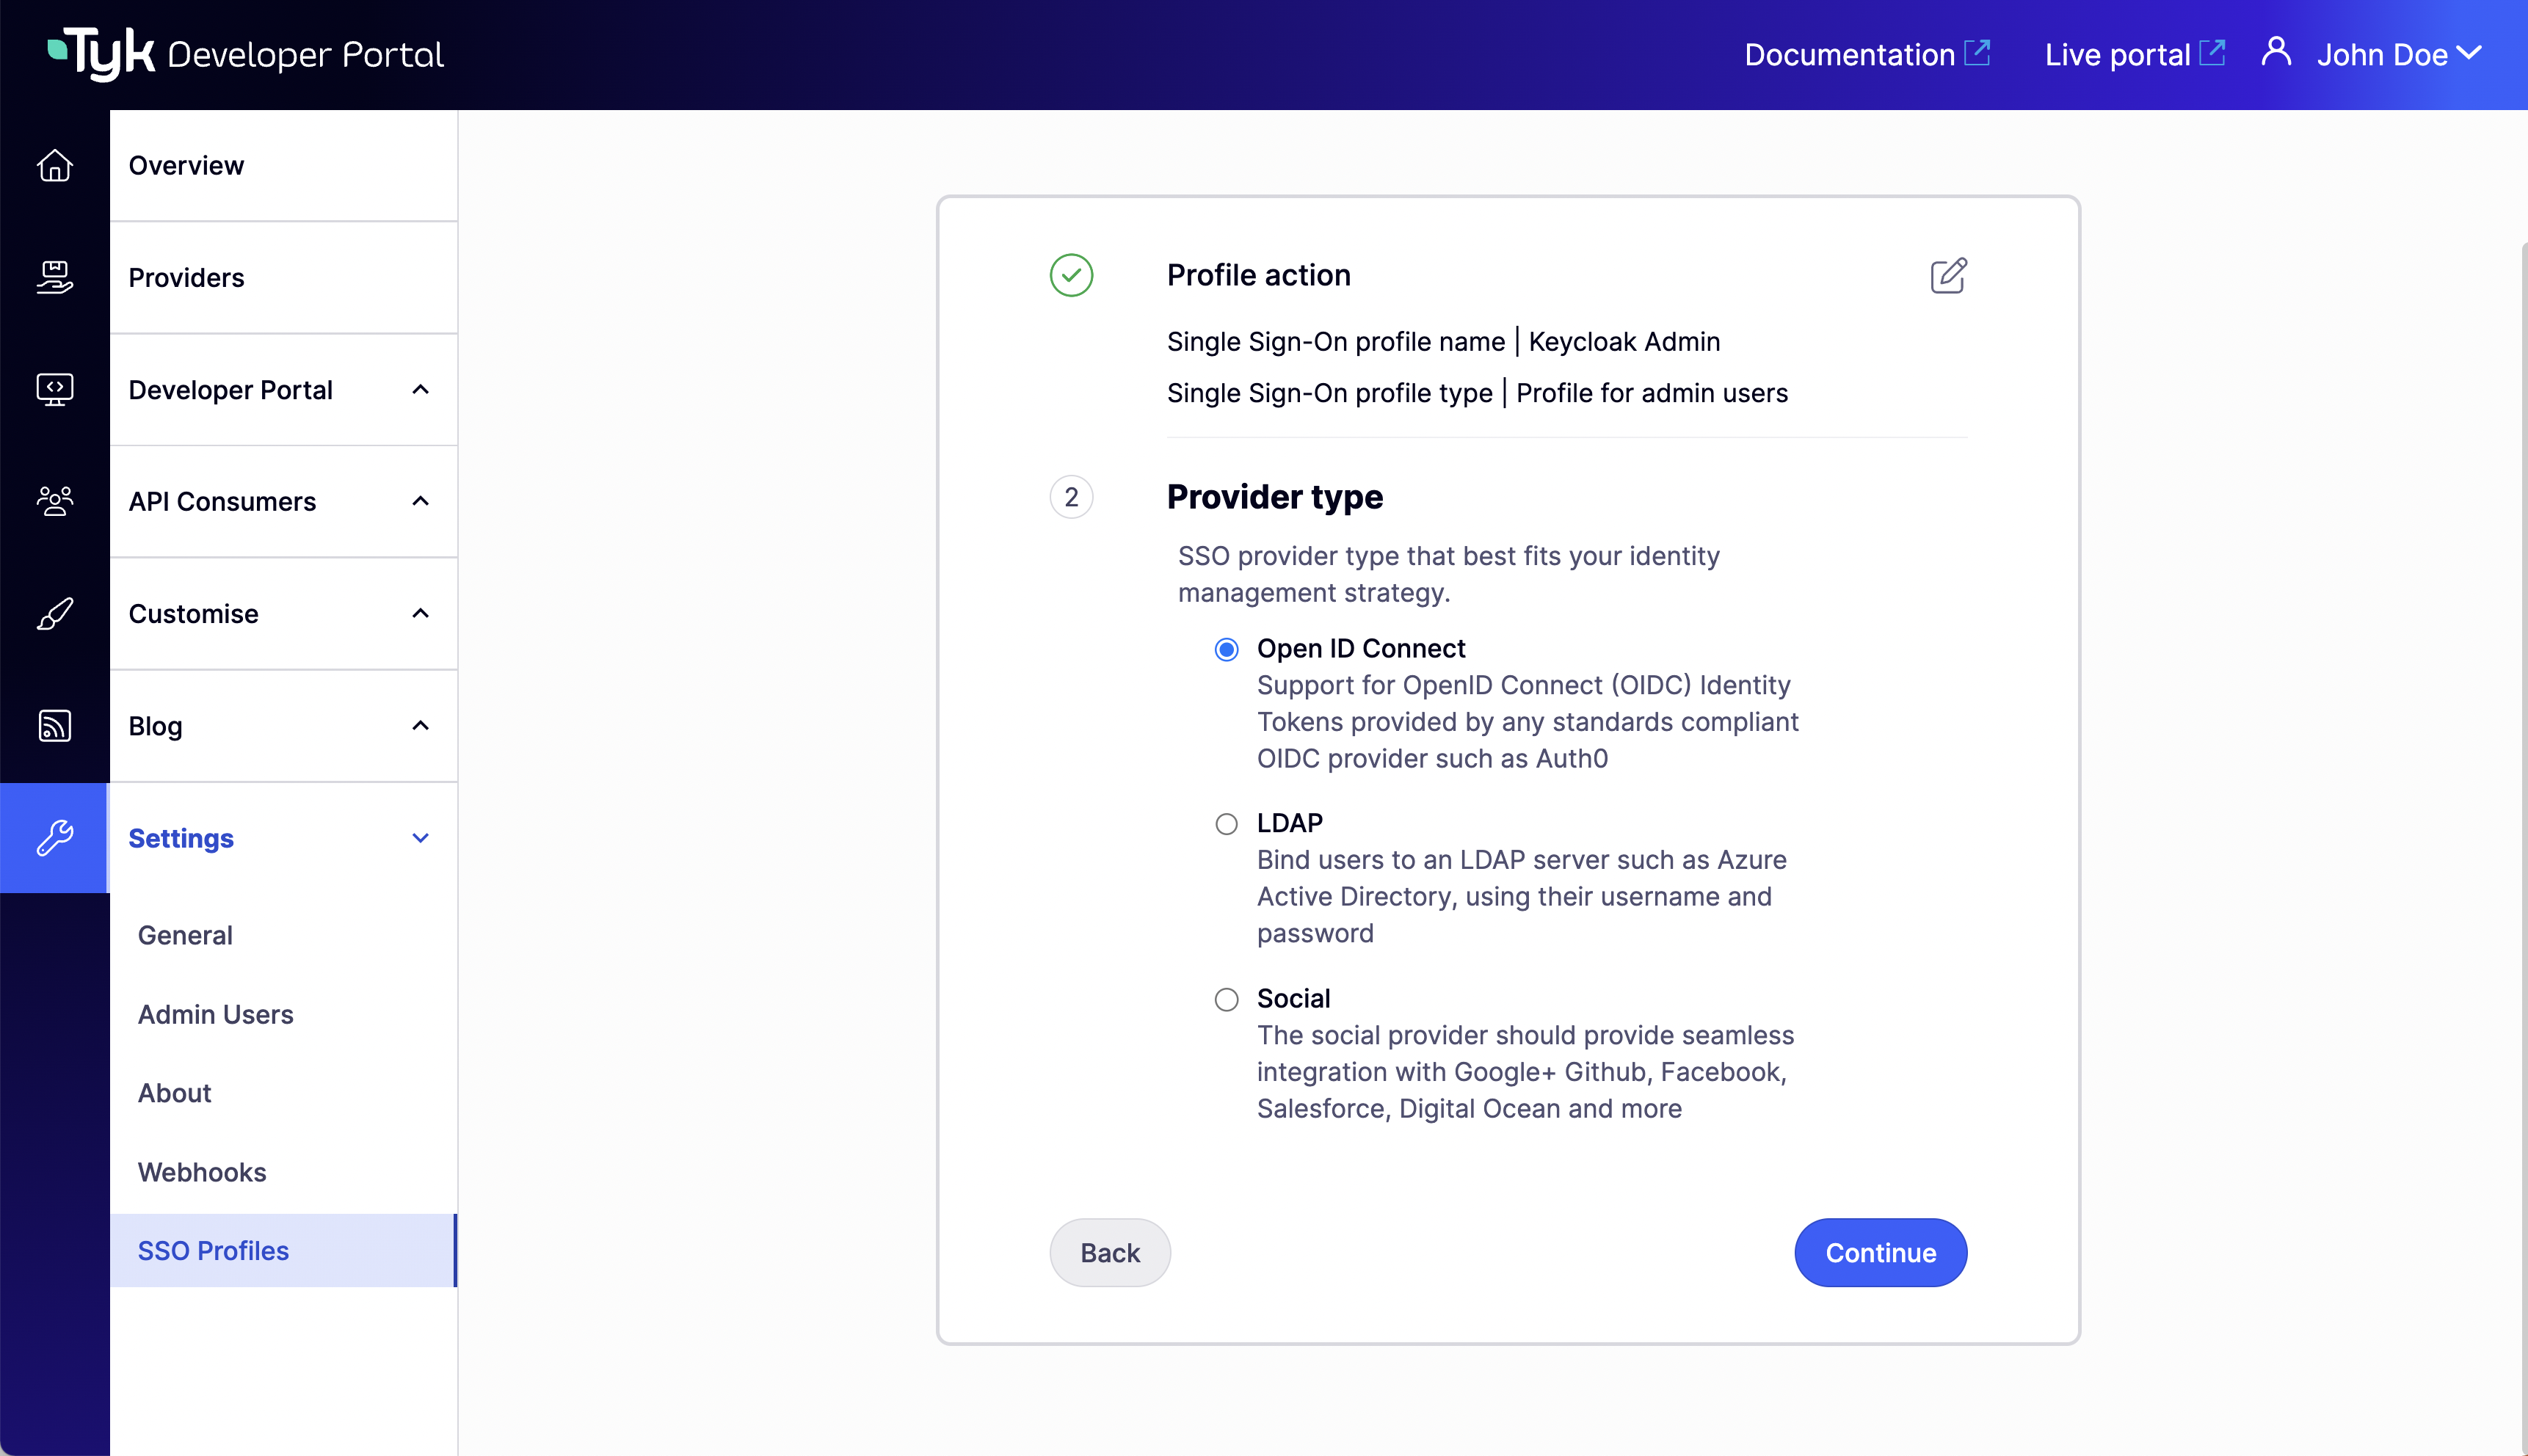 Tyk Developer Portal
Documentation
Live portal
John Doe
Overview
Providers
Developer Portal
API Consumers
Customise
Blog
Settings
General
Admin Users
About
Webhooks
SSO Profiles
Profile action
Single Sign-On profile name | Keycloak Admin
Single Sign-On profile type | Profile for admin users
2
Provider type
SSO provider type that best fits your identity
management strategy.
Open ID Connect
Support for OpenID Connect (OIDC) Identity
Tokens provided by any standards compliant
OIDC provider such as Auth0
LDAP
Bind users to an LDAP server such as Azure
Active Directory, using their username and
password
Social
The social provider should provide seamless
integration with Google+ Github, Facebook,
Salesforce, Digital Ocean and more
Back
Continue